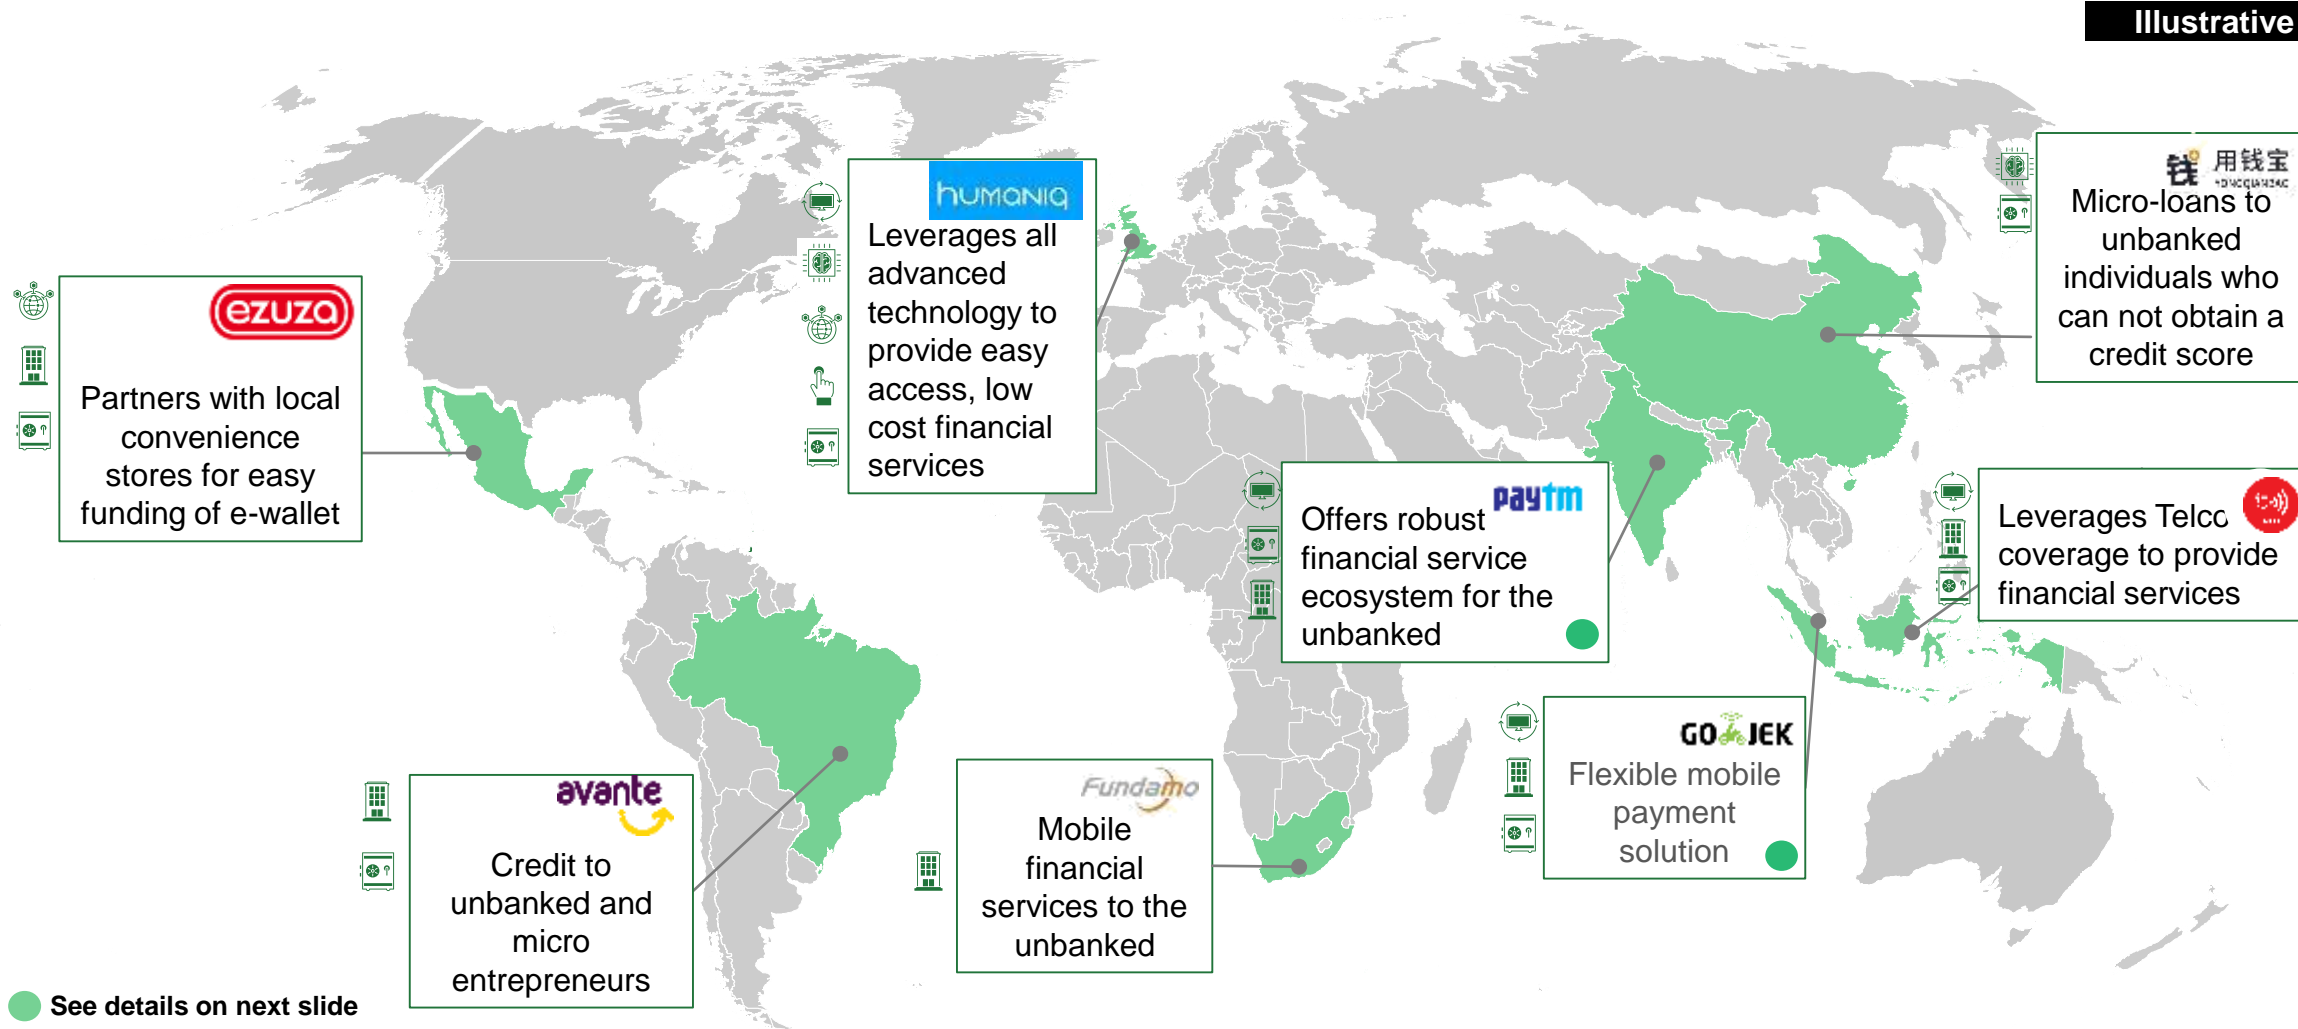 Illustrative
humaniq
Leverages all
advanced
technology to
provide easy
access, low
cost financial
services
用钱宝
YONGQIANBAO
Micro-loans to
unbanked
individuals who
can not obtain a
credit score
ezuza
Partners with local
convenience
stores for easy
funding of e-wallet
paytm
Offers robust
financial service
ecosystem for the
unbanked
Leverages Telco
coverage to provide
financial services
GO JEK
Flexible mobile
payment
solution
avante
Credit to
unbanked and
micro
entrepreneurs
Fundamo
Mobile
financial
services to the
unbanked
See details on next slide